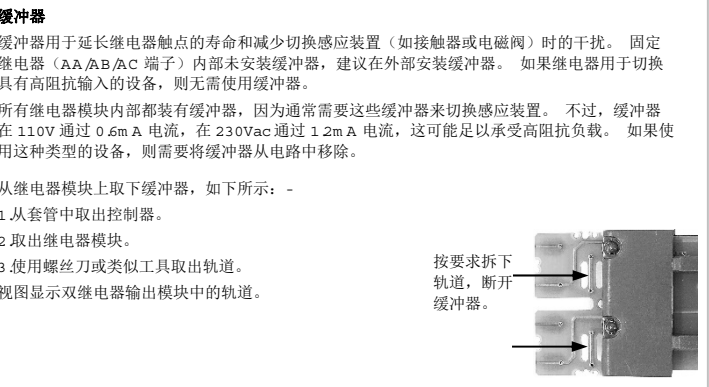 缓冲器
缓冲器用于延长继电器触点的寿命和减少切换感应装置（如接触器或电磁阀）时的干扰。 固定
继电器（AA/AB/AC 端子）内部未安装缓冲器，建议在外部安装缓冲器。 如果继电器用于切换
具有高阻抗输入的设备，则无需使用缓冲器。
所有继电器模块内部都装有缓冲器，因为通常需要这些缓冲器来切换感应装置。 不过，缓冲器
在 110V 通过 0.6mA 电流，在 230Vac 通过 1.2mA 电流，这可能足以承受高阻抗负载。 如果使
用这种类型的设备，则需要将缓冲器从电路中移除。
从继电器模块上取下缓冲器，如下所示：-
1.从套管中取出控制器。
2.取出继电器模块。
3.使用螺丝刀或类似工具取出轨道。
视图显示双继电器输出模块中的轨道。
按要求拆下
轨道，断开
缓冲器。